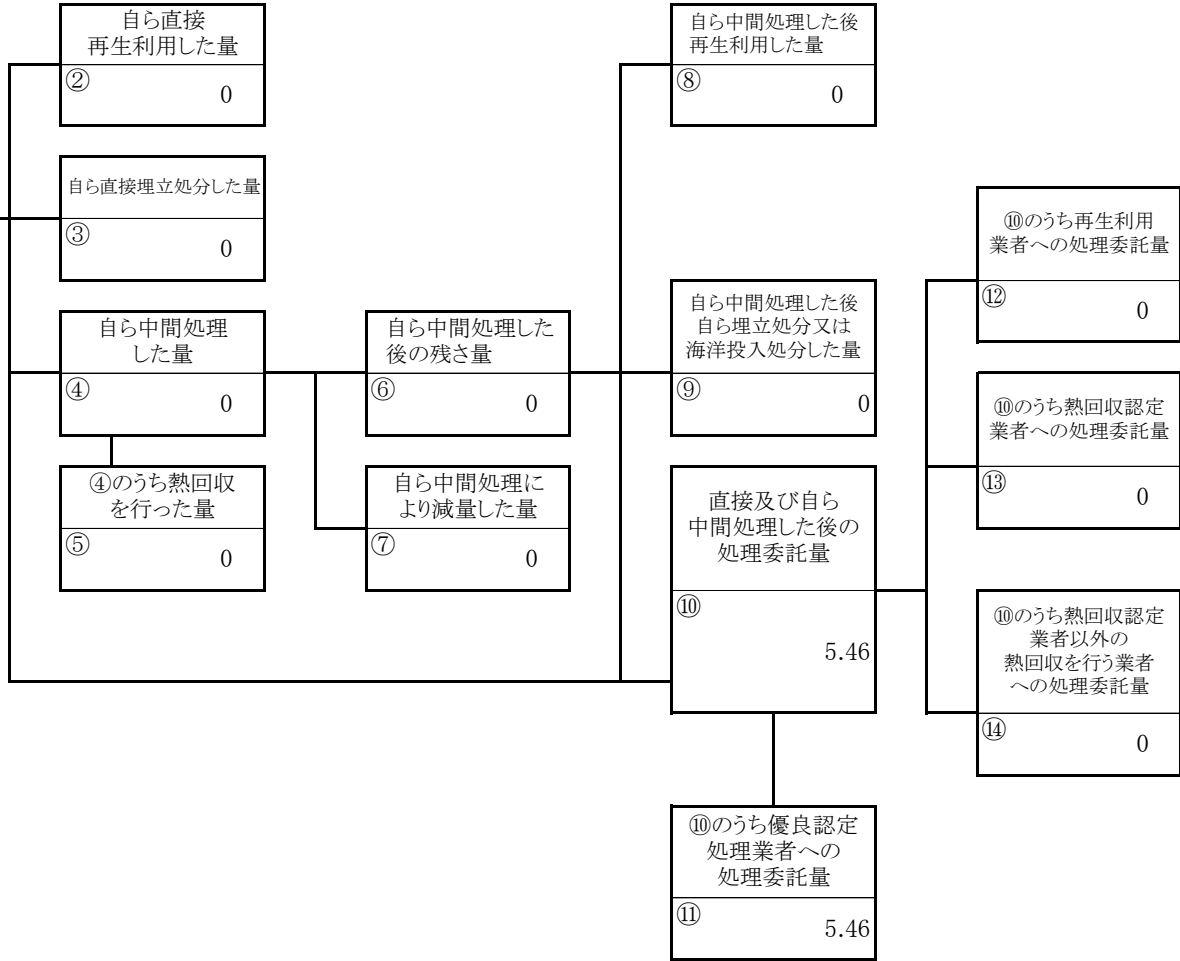 自ら直接
再生利用した量
②
0
自ら直接埋立処分した量
③
0
自ら中間処理
した量
④
0
④のうち熱回収
を行った量
⑤
0
自ら中間処理した
後の残さ量
⑥
0
自ら中間処理に
より減量した量
⑦
0
自ら中間処理した後
再生利用した量
⑧
0
自ら中間処理した後
自ら埋立処分又は
海洋投入処分した量
⑨
0
直接及び自ら
中間処理した後の
処理委託量
⑩
5.46
⑩のうち優良認定
処理業者への
処理委託量
⑪
5.46
⑩のうち再生利用
業者への処理委託量
⑫
0
⑩のうち熱回収認定
業者への処理委託量
⑬
0
⑩のうち熱回収認定
業者以外の
熱回収を行う業者
への処理委託量
⑭
0